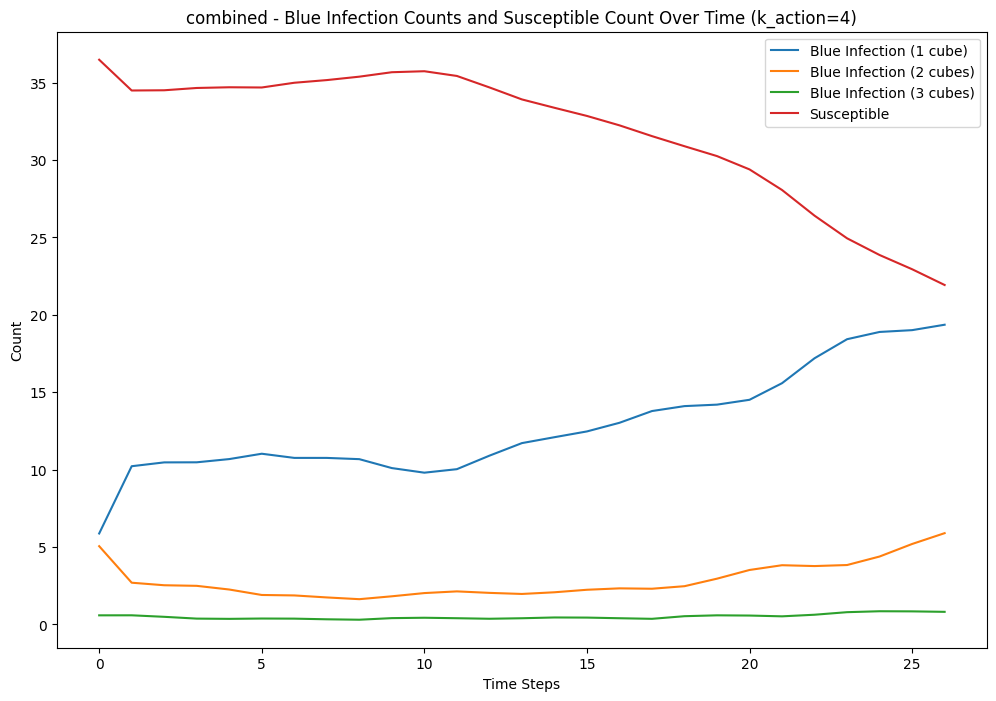 combined - Blue Infection Counts and Susceptible Count Over Time (k_action=4)
Blue Infection (1 cube)
Blue Infection (2 cubes)
Blue Infection (3 cubes)
Susceptible
Count
35
30
25
20
15
10
5
0
0 5 10 15 20 25
Time Steps